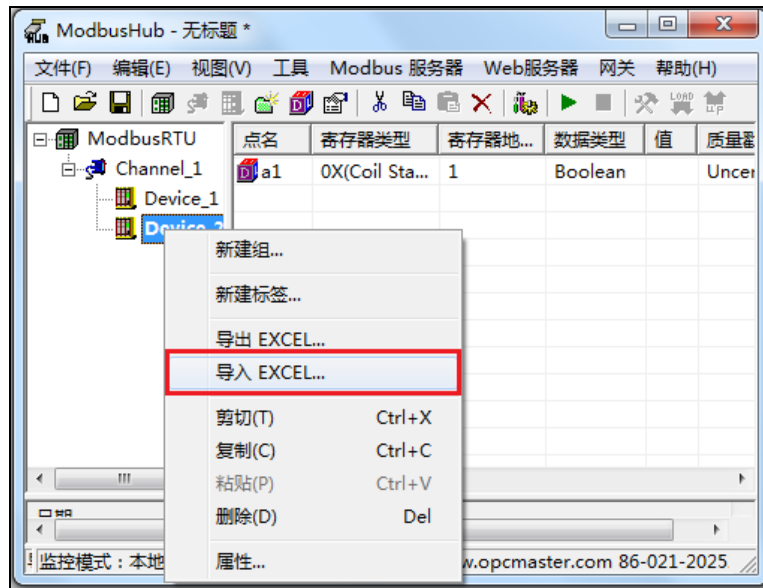 ModbusHub - 无标题 *
文件(F) 编辑(E) 视图(V) 工具 Modbus 服务器 Web服务器 网关 帮助(H)
ModbusRTU
点名 寄存器类型 寄存器地... 数据类型 值
Channel_1
a1 0X(Coil Sta... 1 Boolean Uncer
Device_1
新建组...
新建标签...
导出 EXCEL...
导入 EXCEL...
剪切(T) Ctrl+X
复制(C) Ctrl+C
粘贴(P) Ctrl+V
删除(D) Del
属性...
监控模式：本地 w.opcmaster.com 86-021-2025